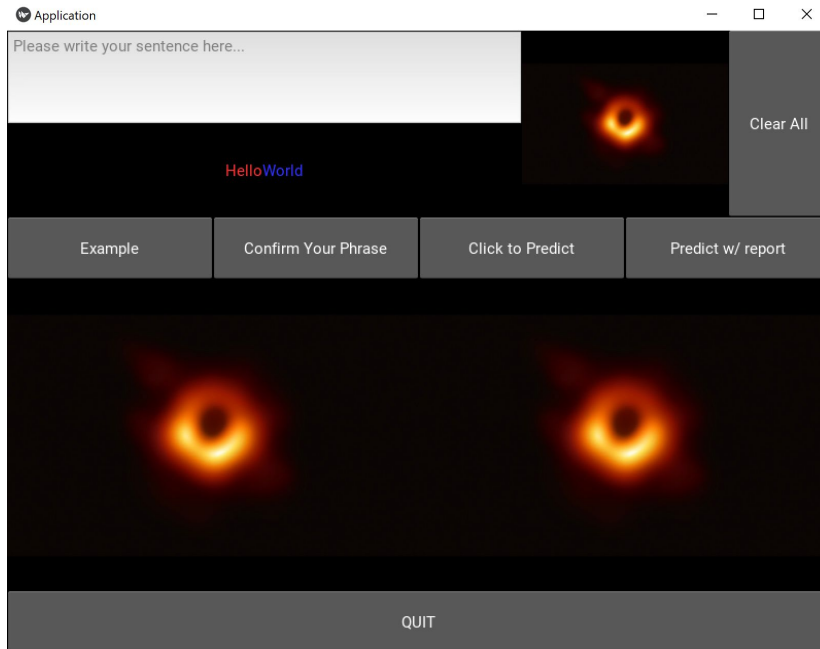 Application
Please write your sentence here...
Clear All
HelloWorld
Example
Confirm Your Phrase
Click to Predict
Predict w/ report
QUIT